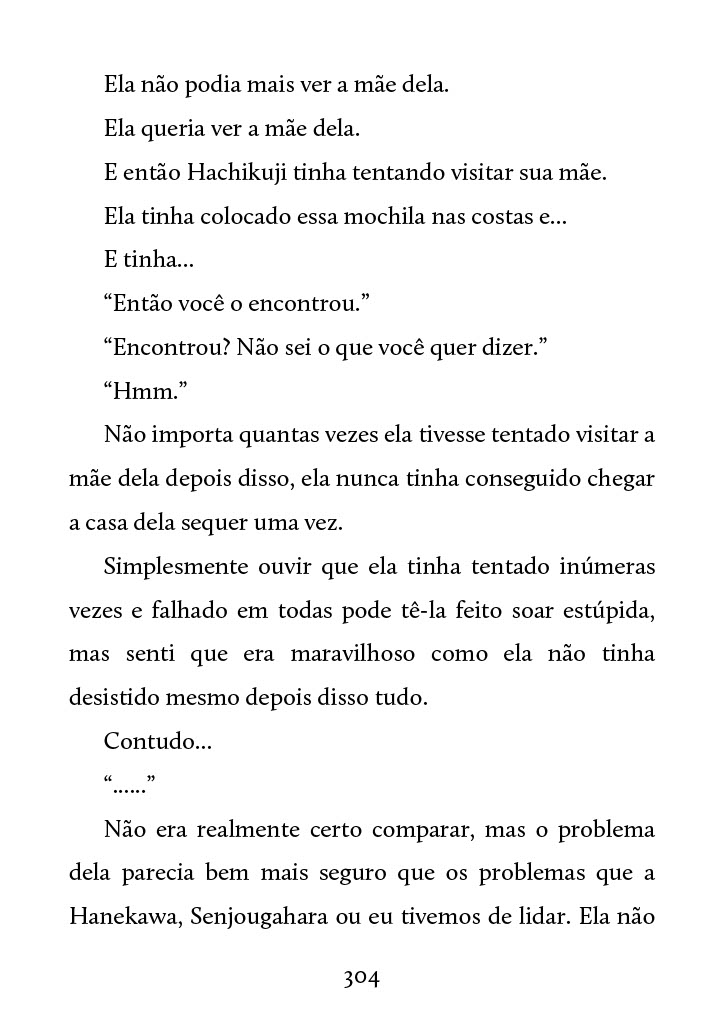 Ela não podia mais ver a mãe dela.
Ela queria ver a mãe dela.
E então Hachikuji tinha tentando visitar sua mãe.
Ela tinha colocado essa mochila nas costas e...
E tinha...
“Então você o encontrou.”
“Encontrou? Não sei o que você quer dizer.”
“Hmm.”
Não importa quantas vezes ela tivesse tentado visitar a
mãe dela depois disso, ela nunca tinha conseguido chegar
a casa dela sequer uma vez.
Simplesmente ouvir que ela tinha tentado inúmeras
vezes e falhado em todas pode tê-la feito soar estúpida,
mas senti que era maravilhoso como ela não tinha
desistido mesmo depois disso tudo.
Contudo...
“......”
Não era realmente certo comparar, mas o problema
dela parecia bem mais seguro que os problemas que a
Hanekawa, Senjougahara ou eu tivemos de lidar. Ela não
304